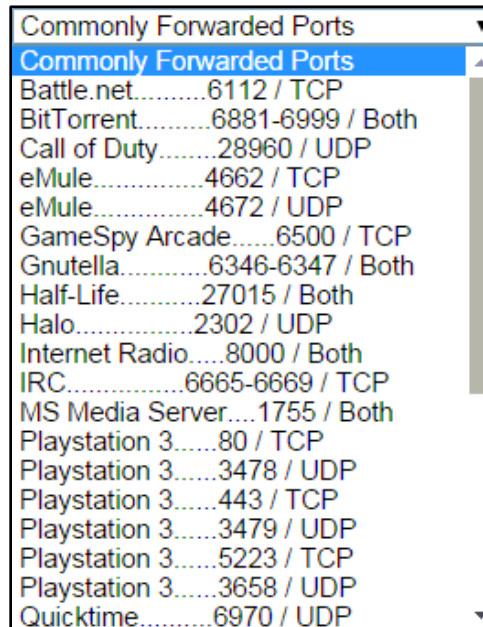 Commonly Forwarded Ports
Commonly Forwarded Ports
Battle.net..........6112 / TCP
BitTorrent..........6881-6999 / Both
Call of Duty........28960 / UDP
eMule...............4662 / TCP
eMule...............4672 / UDP
GameSpy Arcade......6500 / TCP
Gnutella............6346-6347 / Both
Half-Life...........27015 / Both
Halo................2302 / UDP
Internet Radio.....8000 / Both
IRC................6665-6669 / TCP
MS Media Server....1755 / Both
Playstation 3......80 / TCP
Playstation 3......3478 / UDP
Playstation 3......443 / TCP
Playstation 3......3479 / UDP
Playstation 3......5223 / TCP
Playstation 3......3658 / UDP
Quicktime..........6970 / UDP